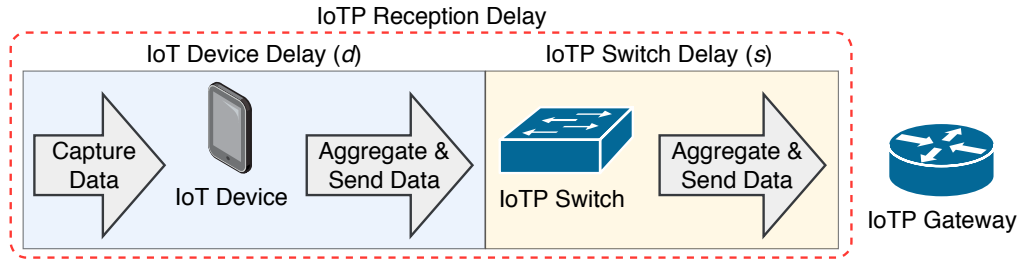 IoTP Reception Delay
IoT Device Delay (d)
IoTP Switch Delay (s)
Capture
Data
IoT Device
Aggregate &
Send Data
IoTP Switch
Aggregate &
Send Data
IoTP Gateway